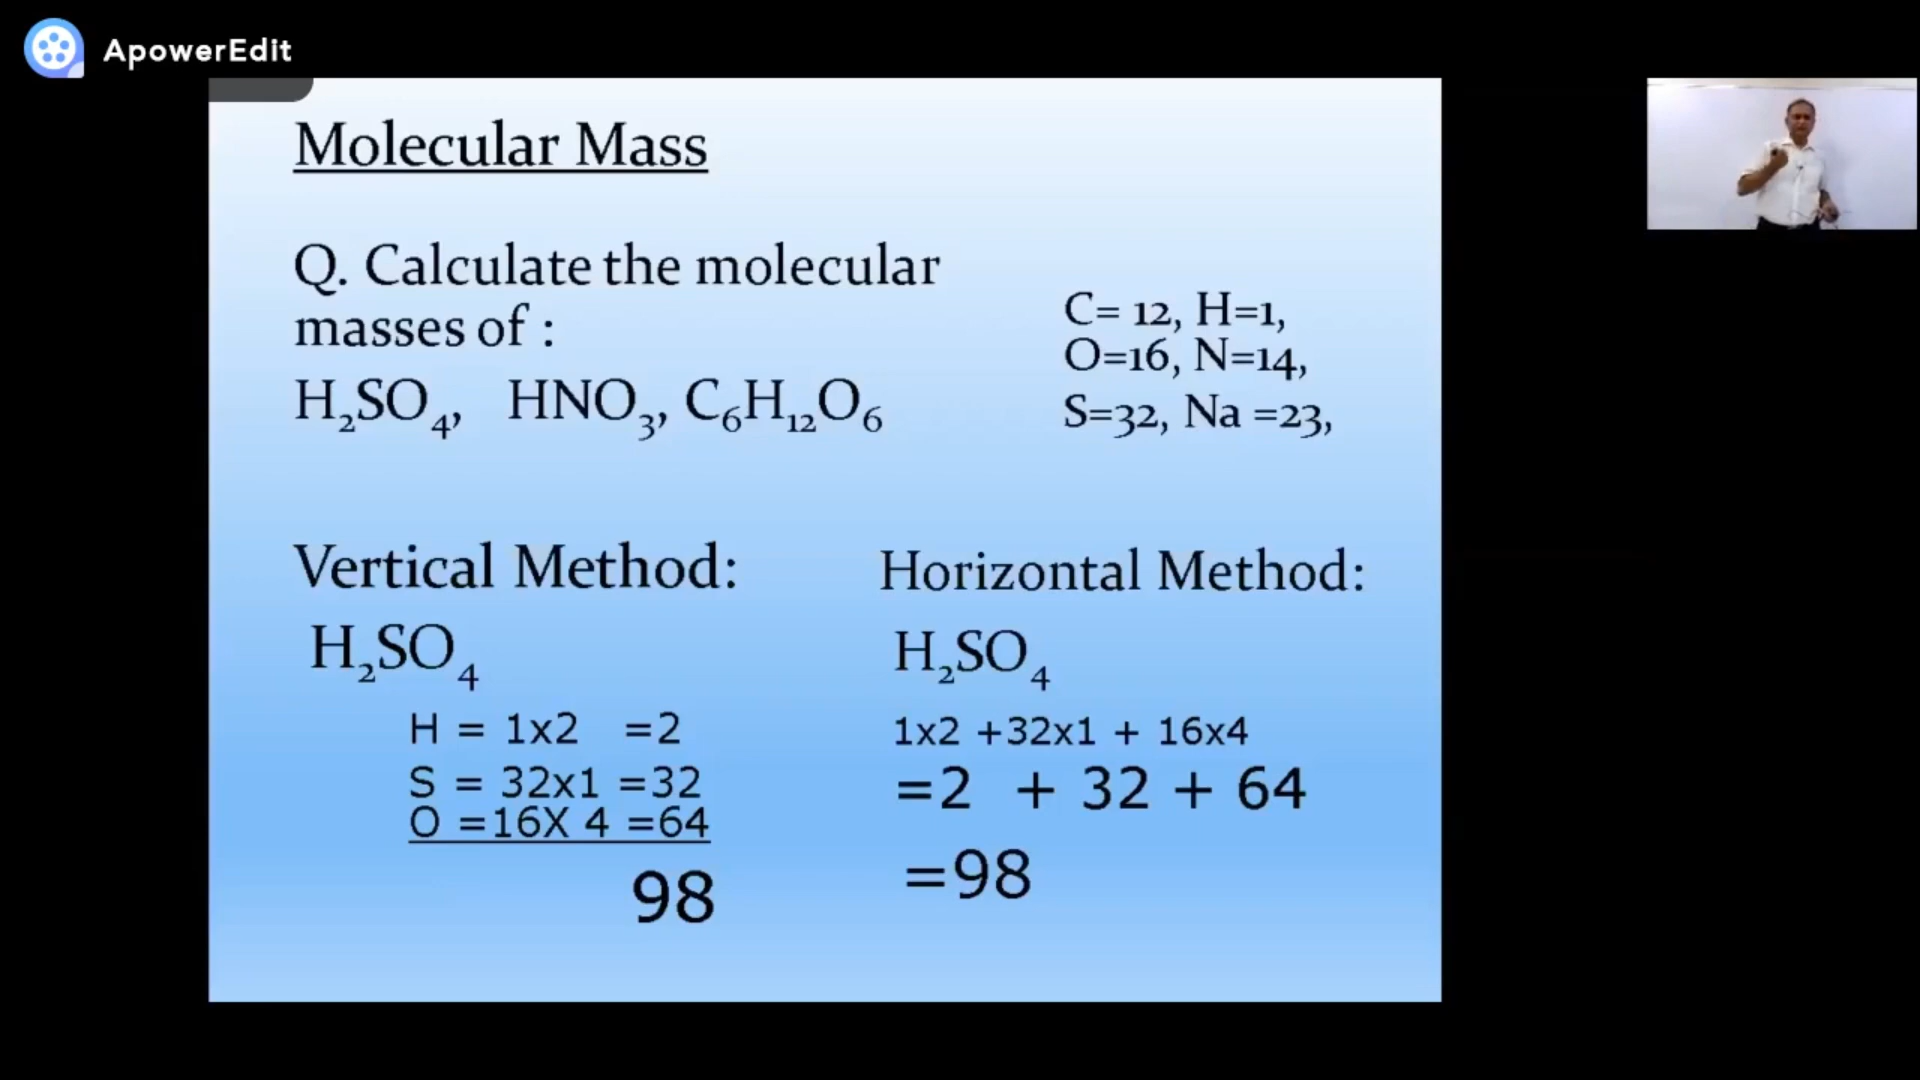 ApowerEdit
Molecular Mass
Q. Calculate the molecular
masses of :
H₂SO₄, HNO₃, C₆H₁₂O₆
C= 12, H=1,
O=16, N=14,
S=32, Na =23,
Vertical Method:
H₂SO₄
H = 1x2 =2
S = 32x1 =32
O =16X 4 =64
98
Horizontal Method:
H₂SO₄
1x2 +32x1 + 16x4
=2 + 32 + 64
=98